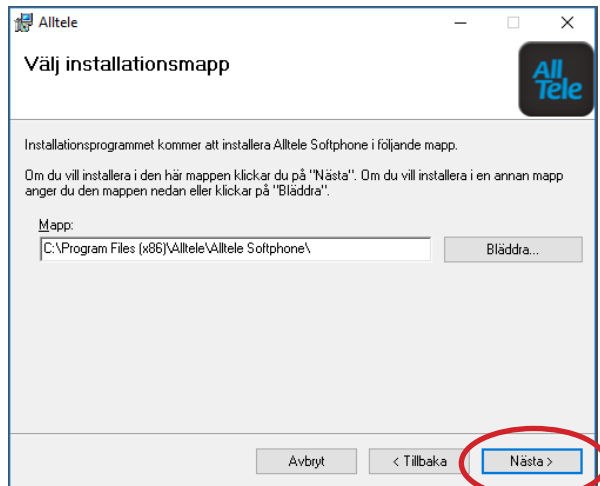 Alltele
Välj installationsmapp
All
Tele
Installationsprogrammet kommer att installera Alltele Softphone i följande mapp.
Om du vill installera i den här mappen klickar du på "Nästa". Om du vill installera i en annan mapp
anger du den mappen nedan eller klickar på "Bläddra".
Mapp:
C:\Program Files (x86)\Alltele\Alltele Softphone\
Bläddra...
Avbryt
< Tillbaka
Nästa >